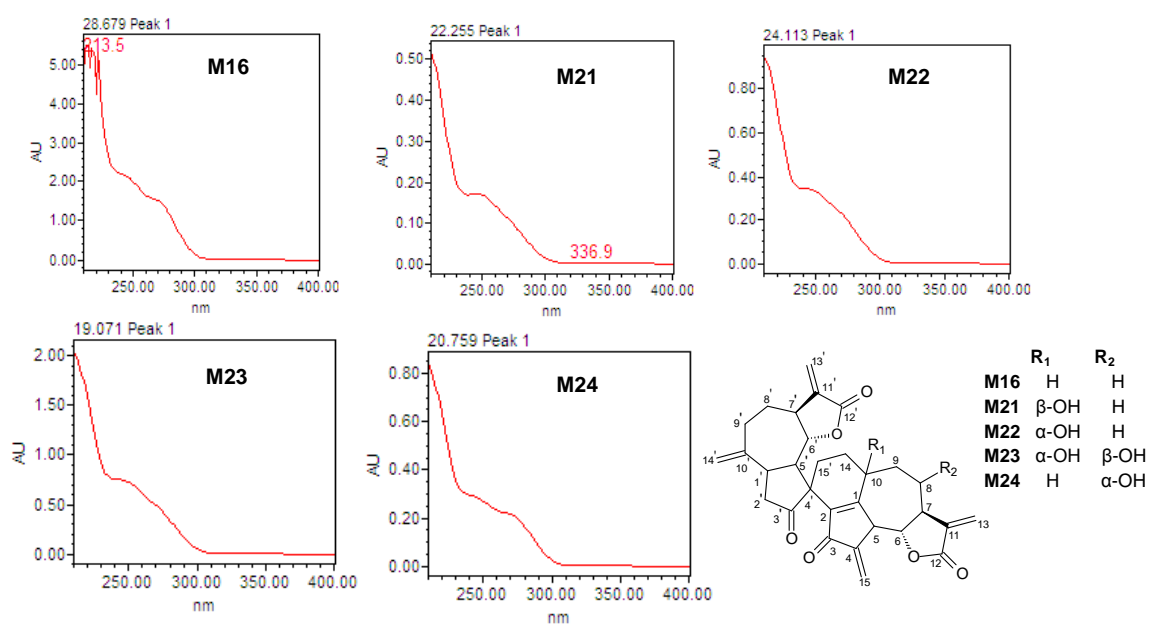 28.679 Peak 1
213.5
M16
5.00
4.00
3.00
2.00
1.00
0.00
AU
250.00 300.00 350.00 400.00
nm
22.255 Peak 1
M21
0.50
0.40
0.30
0.20
0.10
0.00
AU
336.9
250.00 300.00 350.00 400.00
nm
24.113 Peak 1
M22
0.80
0.60
0.40
0.20
0.00
AU
250.00 300.00 350.00 400.00
nm
19.071 Peak 1
M23
2.00
1.50
1.00
0.50
0.00
AU
250.00 300.00 350.00 400.00
nm
20.759 Peak 1
M24
0.80
0.60
0.40
0.20
0.00
AU
250.00 300.00 350.00 400.00
nm
13'
11'
O
12'
O
8'
7'
9'
6'
14'
10'
5'
1'
15'
14
R₁
9
R₂
10
8
2'
4'
3'
O
1
2
7
5
6
3
4
O
15
11
13
12
O
O
R₁ R₂
M16 H H
M21 β-OH H
M22 α-OH H
M23 α-OH β-OH
M24 H α-OH